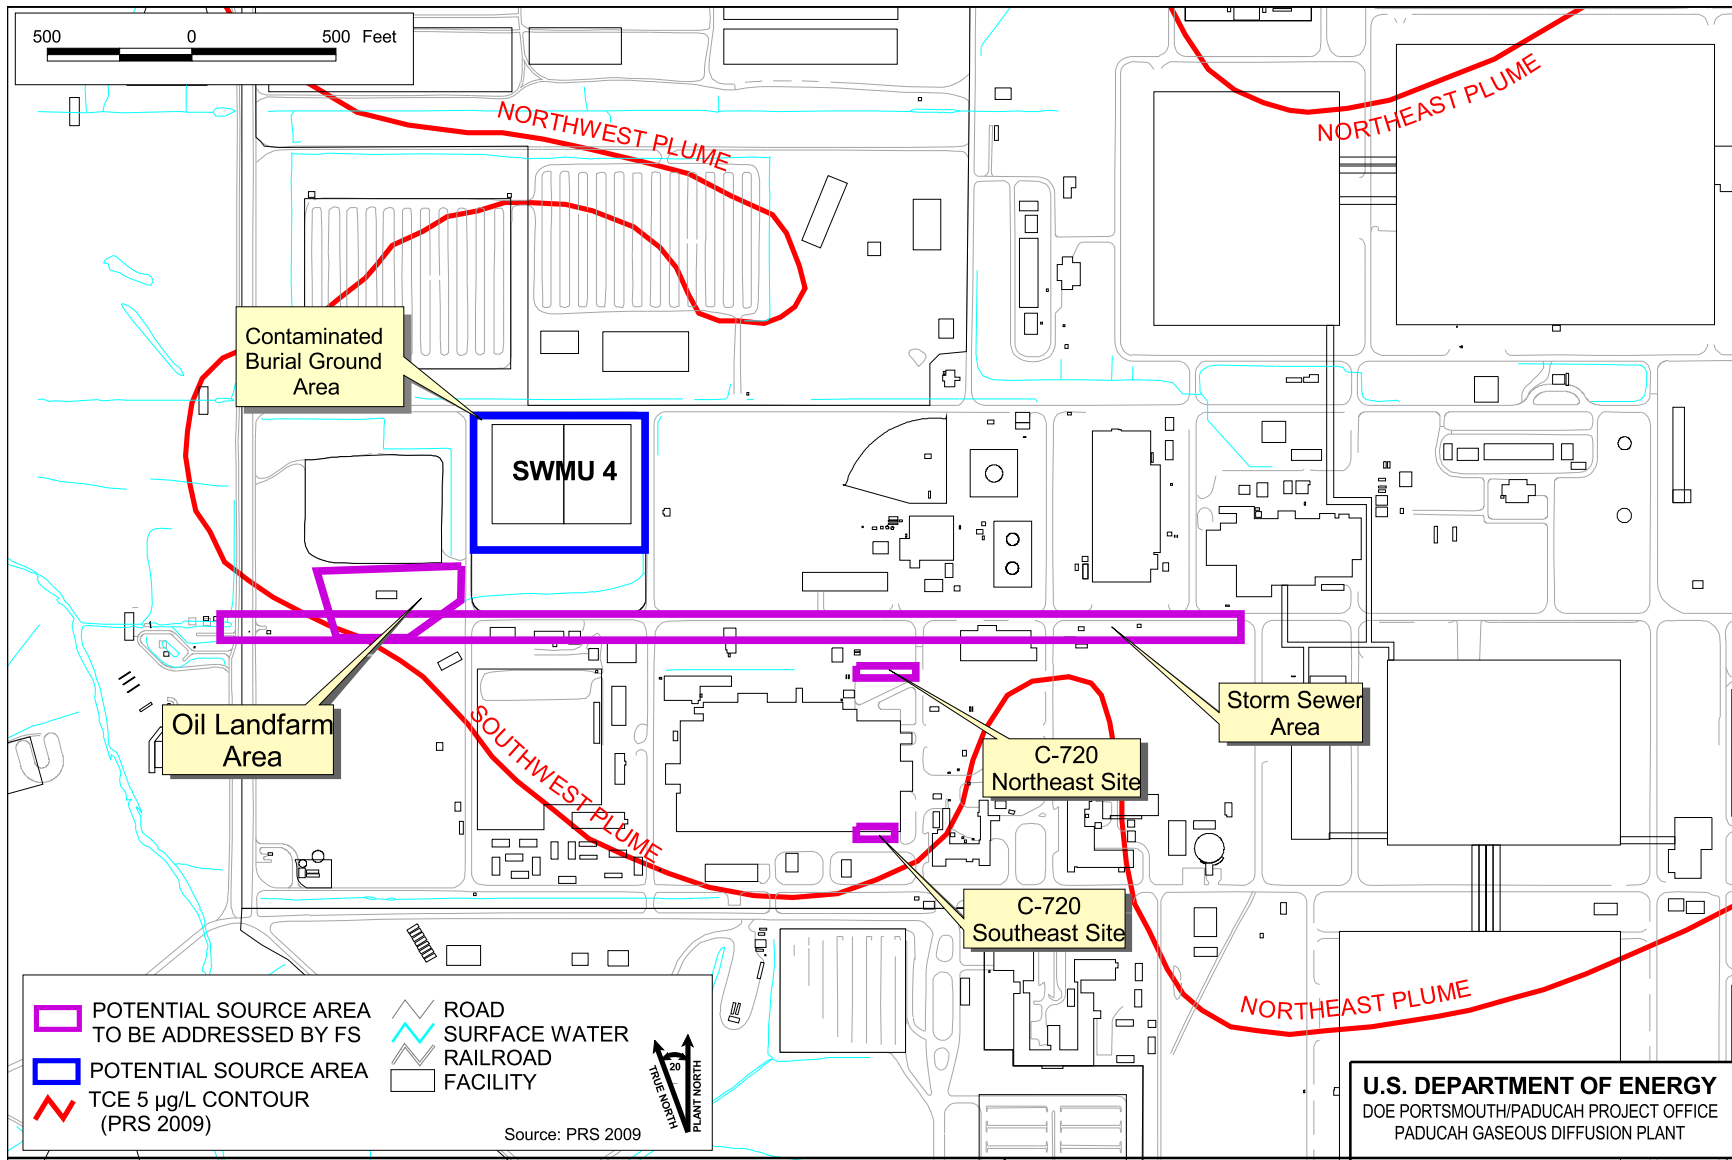 500 0 500 Feet
NORTHWEST PLUME
NORTHEAST PLUME
Contaminated
Burial Ground
Area
SWMU 4
Oil Landfarm
Area
SOUTHWEST PLUME
Storm Sewer
Area
C-720
Northeast Site
C-720
Southeast Site
NORTHEAST PLUME
POTENTIAL SOURCE AREA
TO BE ADDRESSED BY FS
POTENTIAL SOURCE AREA
TCE 5 µg/L CONTOUR
(PRS 2009)
ROAD
SURFACE WATER
RAILROAD
FACILITY
20
TRUE NORTH
PLANT NORTH
Source: PRS 2009
U.S. DEPARTMENT OF ENERGY
DOE PORTSMOUTH/PADUCAH PROJECT OFFICE
PADUCAH GASEOUS DIFFUSION PLANT